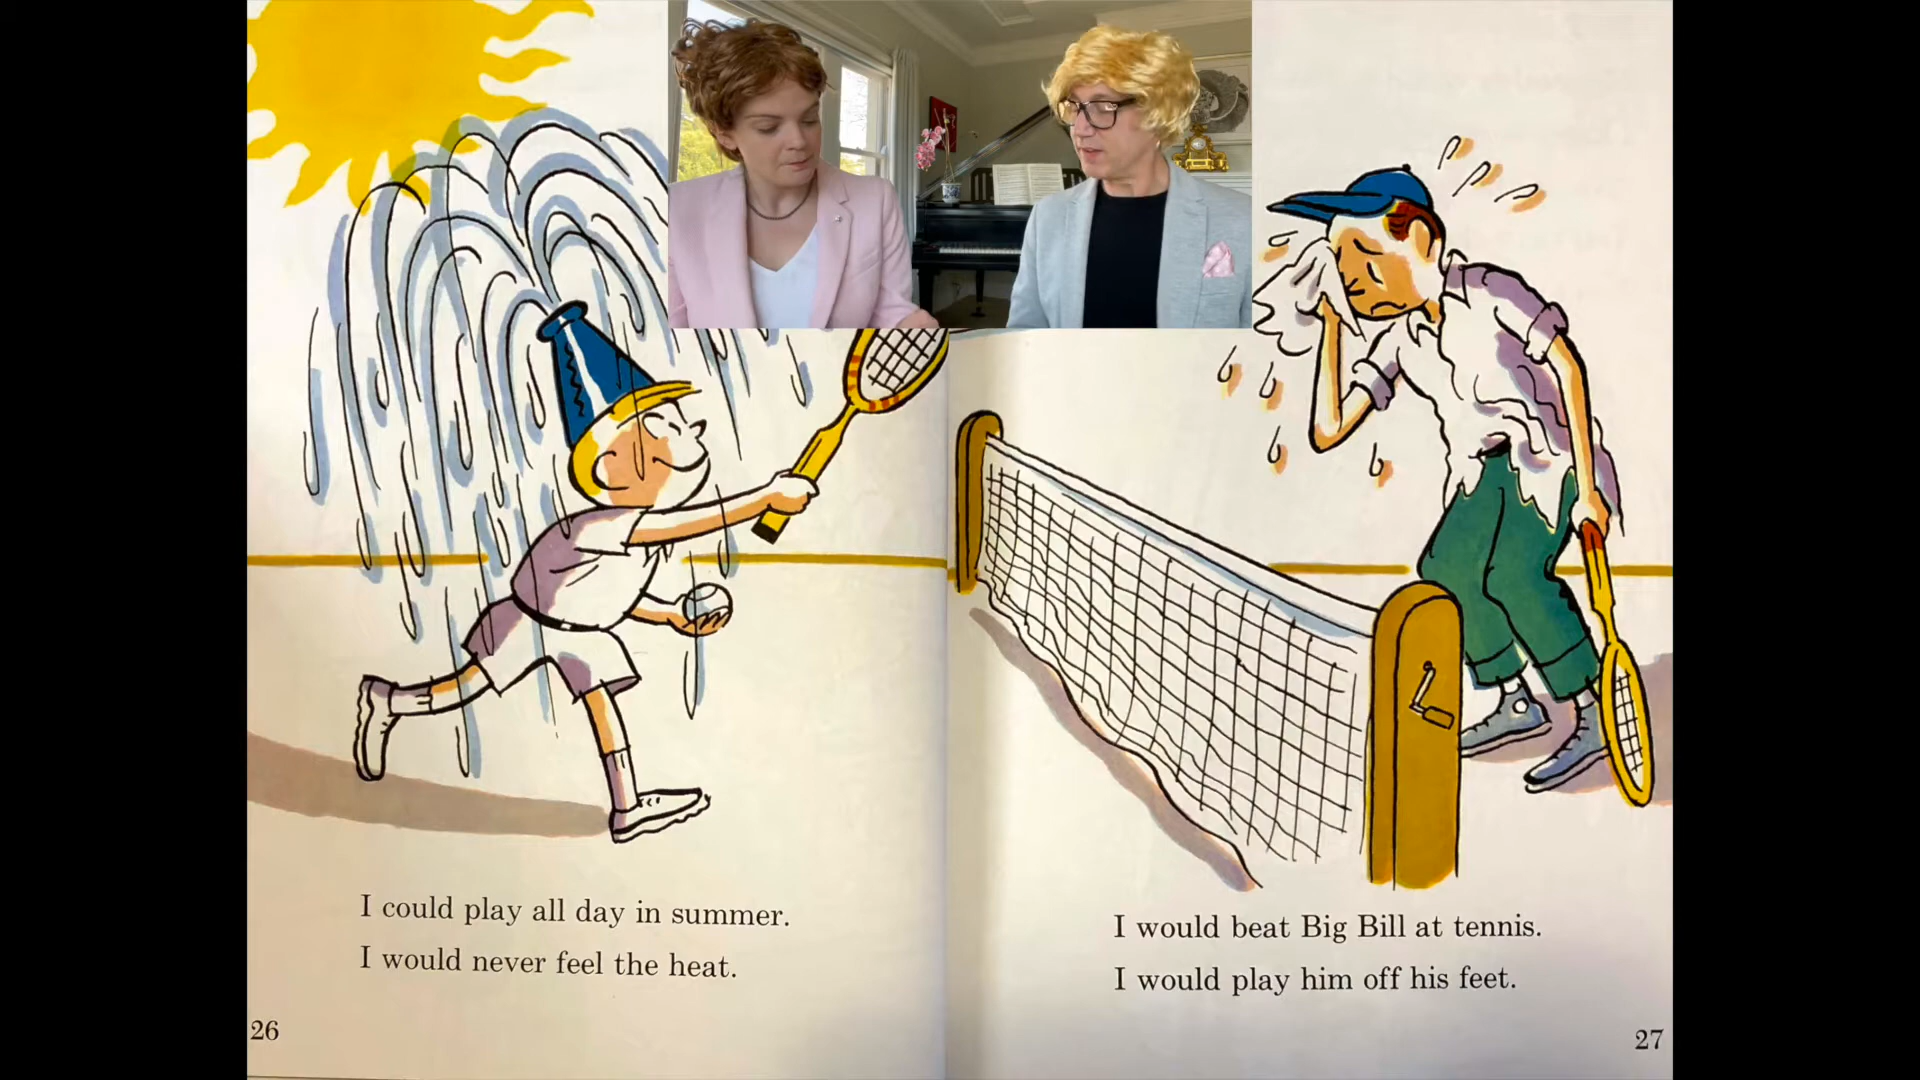 I could play all day in summer.
I would never feel the heat.
26
I would beat Big Bill at tennis.
I would play him off his feet.
27